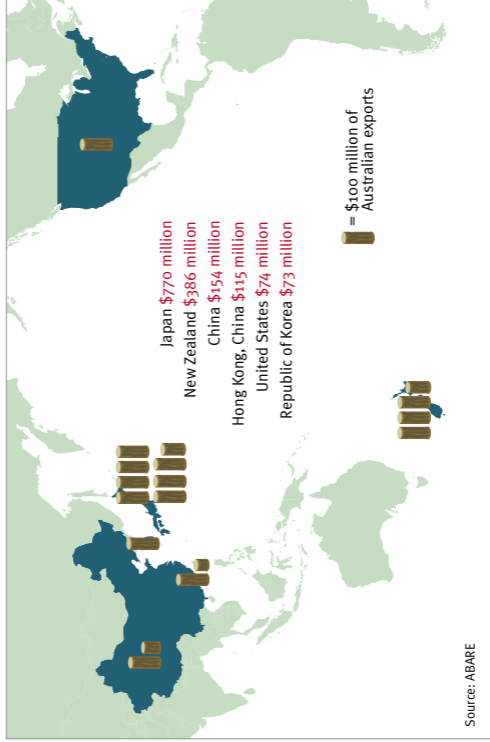 Japan $770 million
New Zealand $386 million
China $154 million
Hong Kong, China $115 million
United States $74 million
Republic of Korea $73 million
= $100 million of
Australian exports
Source: ABARE